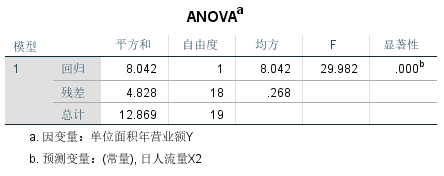 ANOVAa
模型 平方和 自由度 均方 F 显著性
1 回归 8.042 1 8.042 29.982 .000b
残差 4.828 18 .268
总计 12.869 19
a. 因变量：单位面积年营业额Y
b. 预测变量：(常量), 日人流量X2